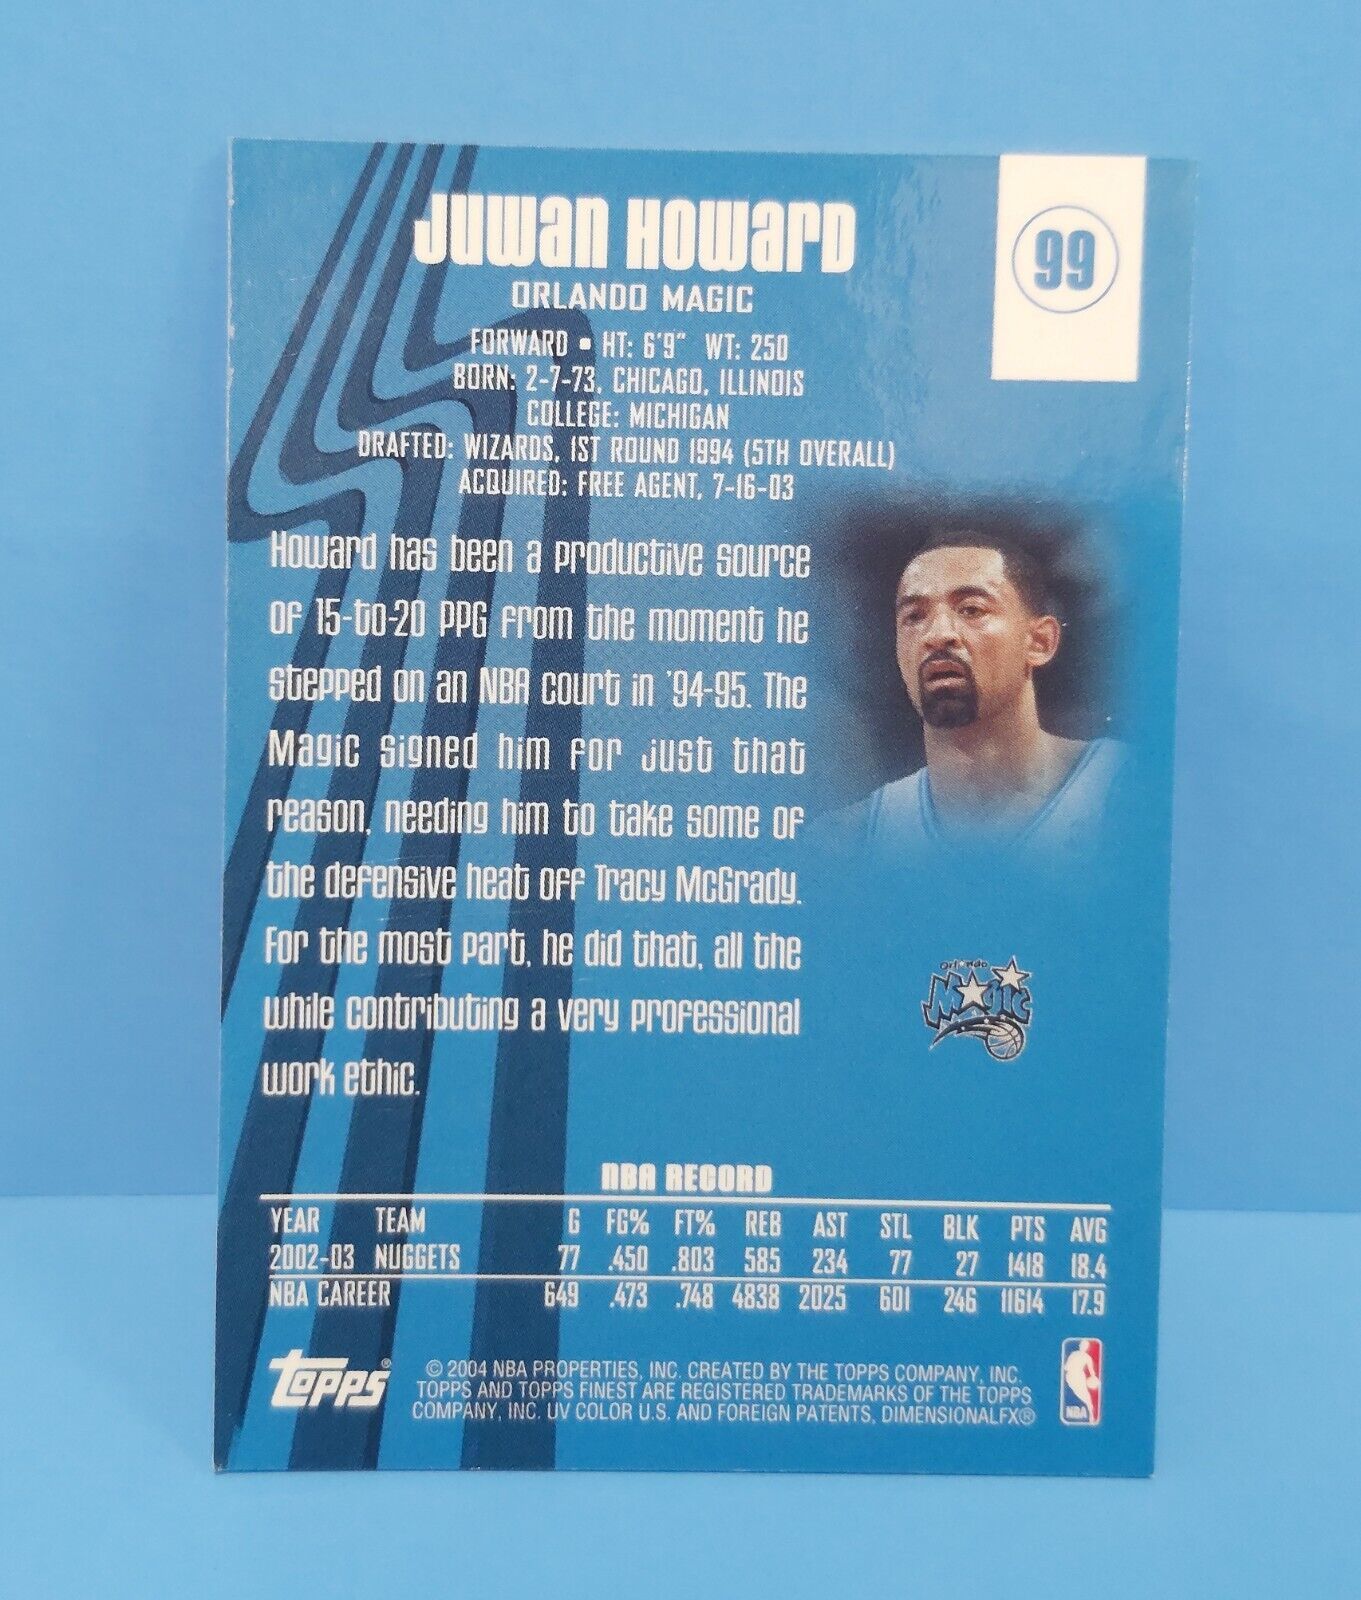 Juwan Howard
99
ORLANDO MAGIC
FORWARD • HT: 6'9" WT: 250
BORN: 2-7-73, CHICAGO, ILLINOIS
COLLEGE: MICHIGAN
DRAFTED: WIZARDS, 1ST ROUND 1994 (5TH OVERALL)
ACQUIRED: FREE AGENT, 7-16-03
Howard has been a productive source
of 15-to-20 PPG from the moment he
stepped on an NBA court in '94-95. The
Magic signed him for just that
reason, needing him to take some of
the defensive heat off Tracy McGrady.
For the most part, he did that, all the
while contributing a very professional
work ethic.
Orlando
Magic
NBA RECORD
YEAR TEAM G FG% FT% REB AST STL BLK PTS AVG
2002-03 NUGGETS 77 .450 .803 585 234 77 27 1418 18.4
NBA CAREER 649 .473 .748 4838 2025 601 246 11614 17.9
Topps®
© 2004 NBA PROPERTIES, INC. CREATED BY THE TOPPS COMPANY, INC.
TOPPS AND TOPPS FINEST ARE REGISTERED TRADEMARKS OF THE TOPPS
COMPANY, INC. UV COLOR U.S. AND FOREIGN PATENTS, DIMENSIONALFX®
NBA